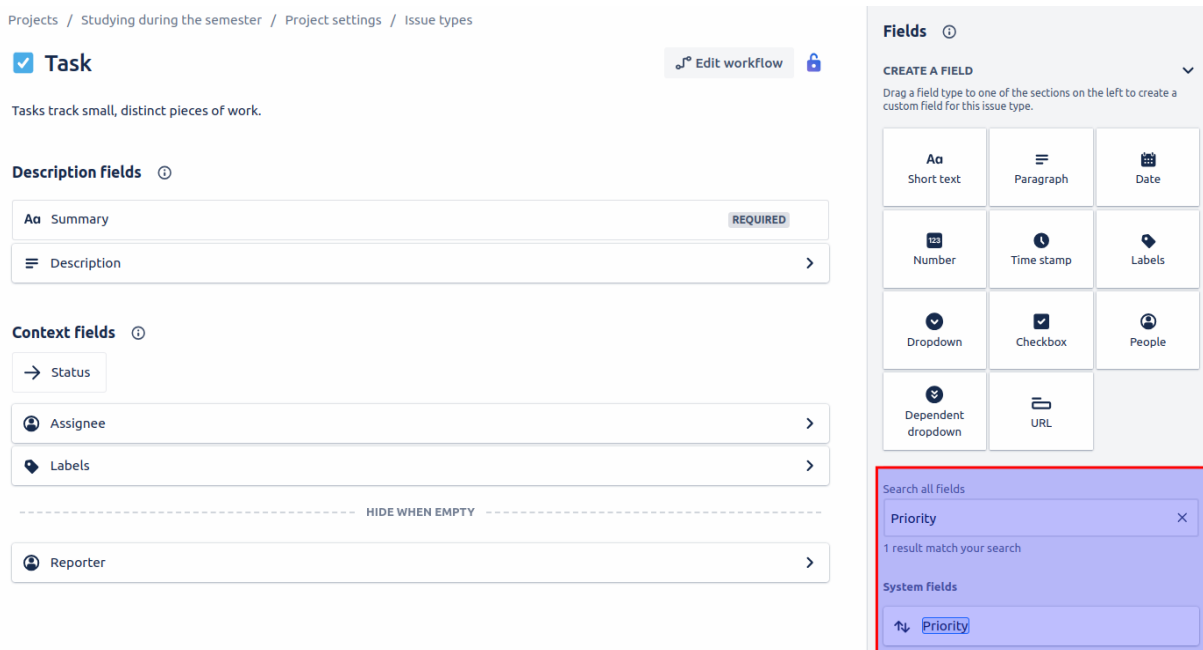 Projects / Studying during the semester / Project settings / Issue types
Task
Edit workflow
Tasks track small, distinct pieces of work.
Description fields
Aa Summary
REQUIRED
Description
Context fields
Status
Assignee
Labels
HIDE WHEN EMPTY
Reporter
Fields
CREATE A FIELD
Drag a field type to one of the sections on the left to create a
custom field for this issue type.
Aa
Short text
Paragraph
Date
123
Number
Time stamp
Labels
Dropdown
Checkbox
People
Dependent
dropdown
URL
Search all fields
Priority
1 result match your search
System fields
Priority